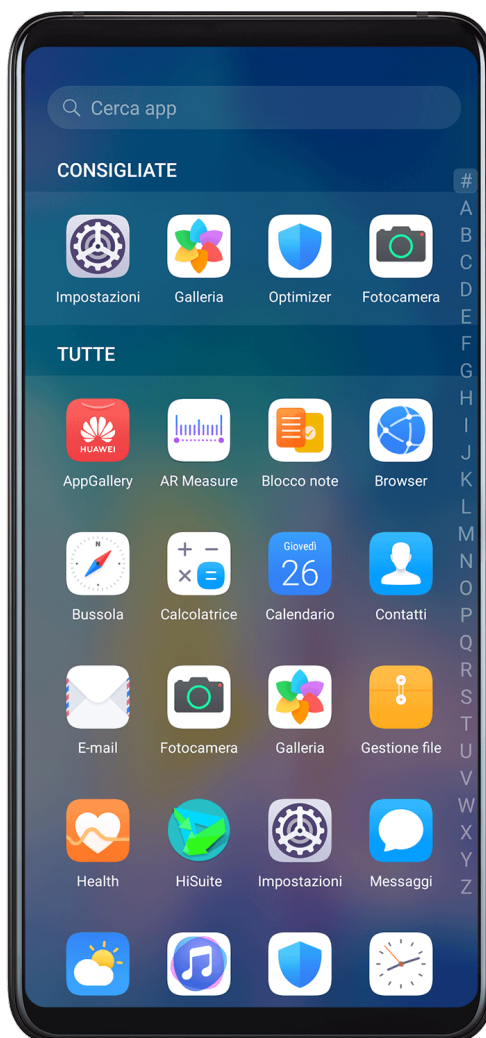 Cerca app
CONSIGLIATE
#
Impostazioni Galleria Optimizer Fotocamera
TUTTE
HUAWEI
AppGallery AR Measure Blocco note Browser
N
Giovedì
26
Bussola Calcolatrice Calendario Contatti
E-mail Fotocamera Galleria Gestione file
Health HiSuite Impostazioni Messaggi
A
B
C
D
E
F
G
H
I
J
K
L
M
N
O
P
Q
R
S
T
U
V
W
X
Y
Z